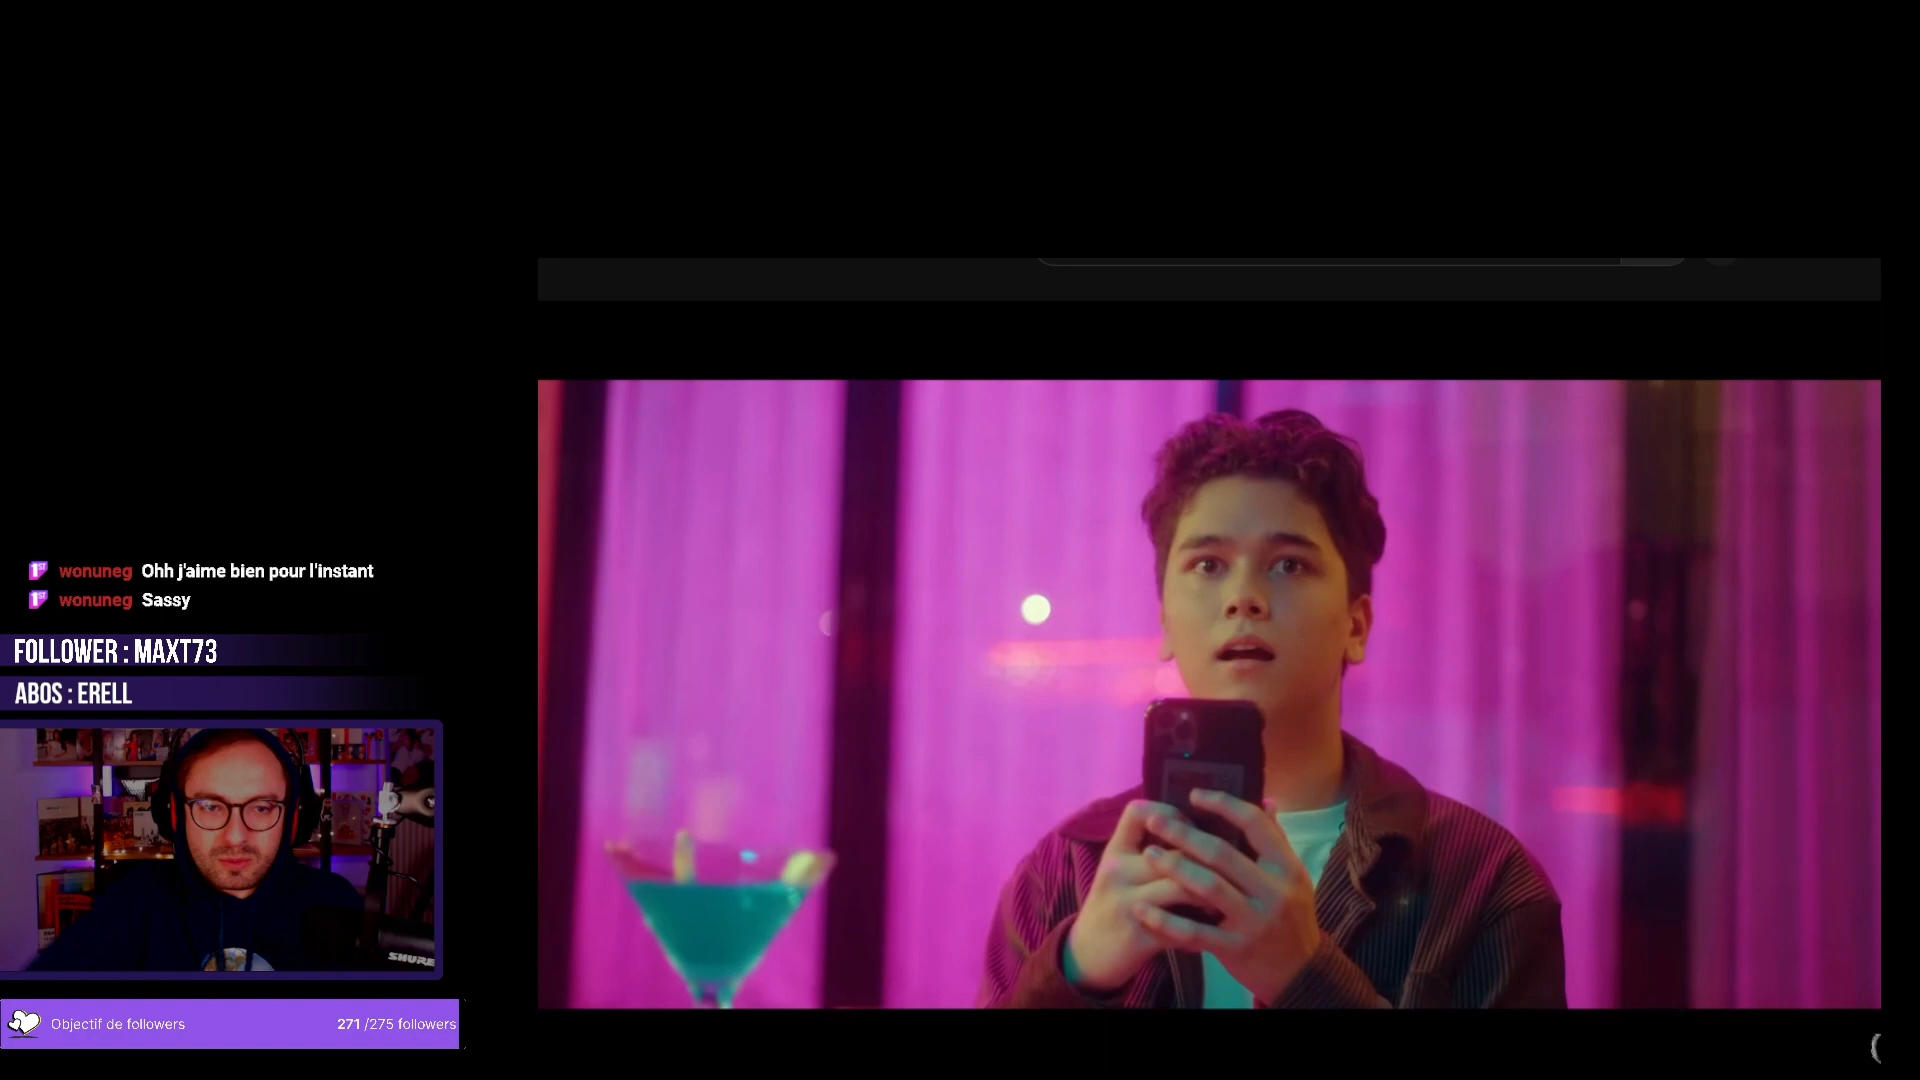 wonuneg Ohh j'aime bien pour l'instant
wonuneg Sassy
FOLLOWER : MAXT73
ABOS : ERELL
SHURE
Objectif de followers 271 /275 followers